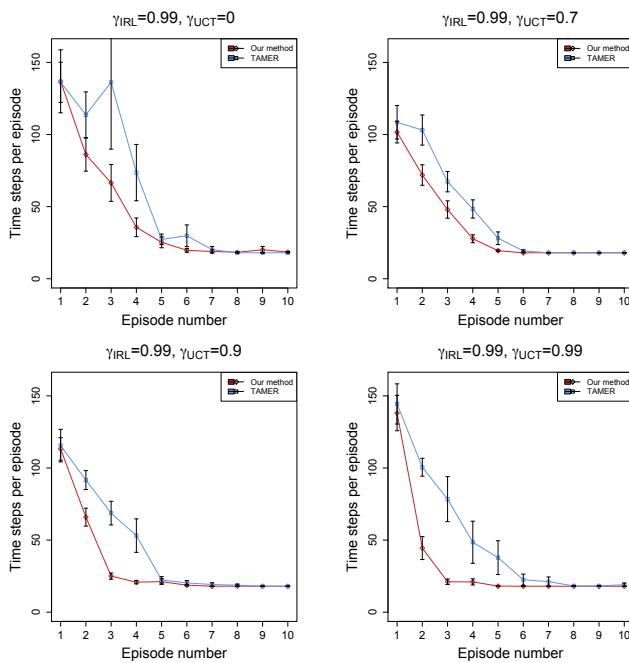 γIRL=0.99, γUCT=0
Time steps per episode
150
100
50
0
Our method
TAMER
1 2 3 4 5 6 7 8 9 10
Episode number
γIRL=0.99, γUCT=0.7
Time steps per episode
150
100
50
0
Our method
TAMER
1 2 3 4 5 6 7 8 9 10
Episode number
γIRL=0.99, γUCT=0.9
Time steps per episode
150
100
50
0
Our method
TAMER
1 2 3 4 5 6 7 8 9 10
Episode number
γIRL=0.99, γUCT=0.99
Time steps per episode
150
100
50
0
Our method
TAMER
1 2 3 4 5 6 7 8 9 10
Episode number